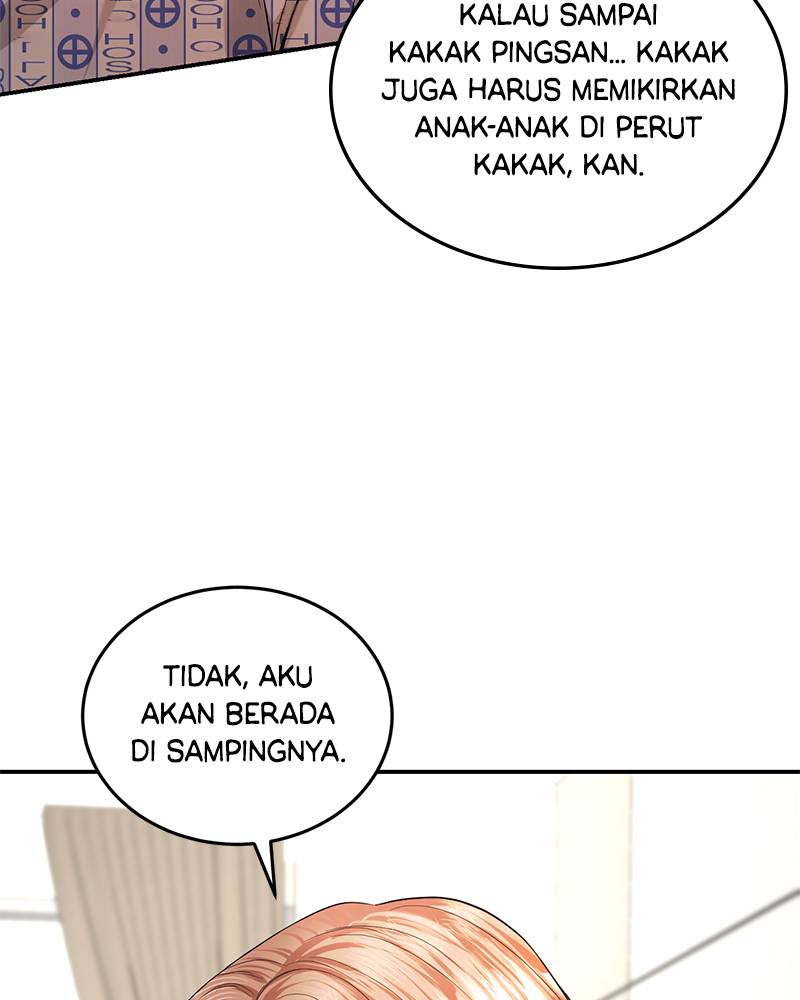 KALAU SAMPAI
KAKAK PINGSAN... KAKAK
JUGA HARUS MEMIKIRKAN
ANAK-ANAK DI PERUT
KAKAK, KAN.
TIDAK, AKU
AKAN BERADA
DI SAMPINGNYA.